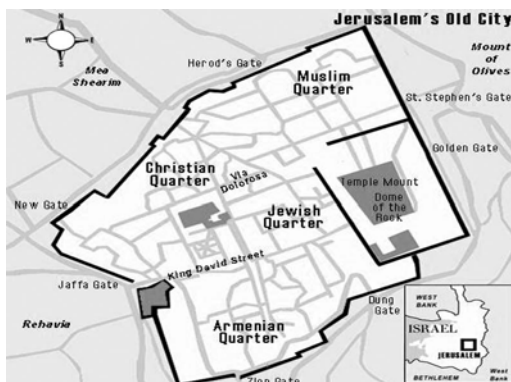 Jerusalem's Old City
N
W
E
S
Mea
Shearim
Herod's Gate
Mount
of
Olives
Muslim
Quarter
St. Stephen's Gate
Golden Gate
Christian
Quarter
Via
Dolorosa
Temple Mount
Dome
of the
Rock
New Gate
Jewish
Quarter
King David Street
Jaffa Gate
Dung
Gate
Rehavia
Armenian
Quarter
Zion Gate
WEST
BANK
ISRAEL
JERUSALEM
BETHLEHEM
West
Bank